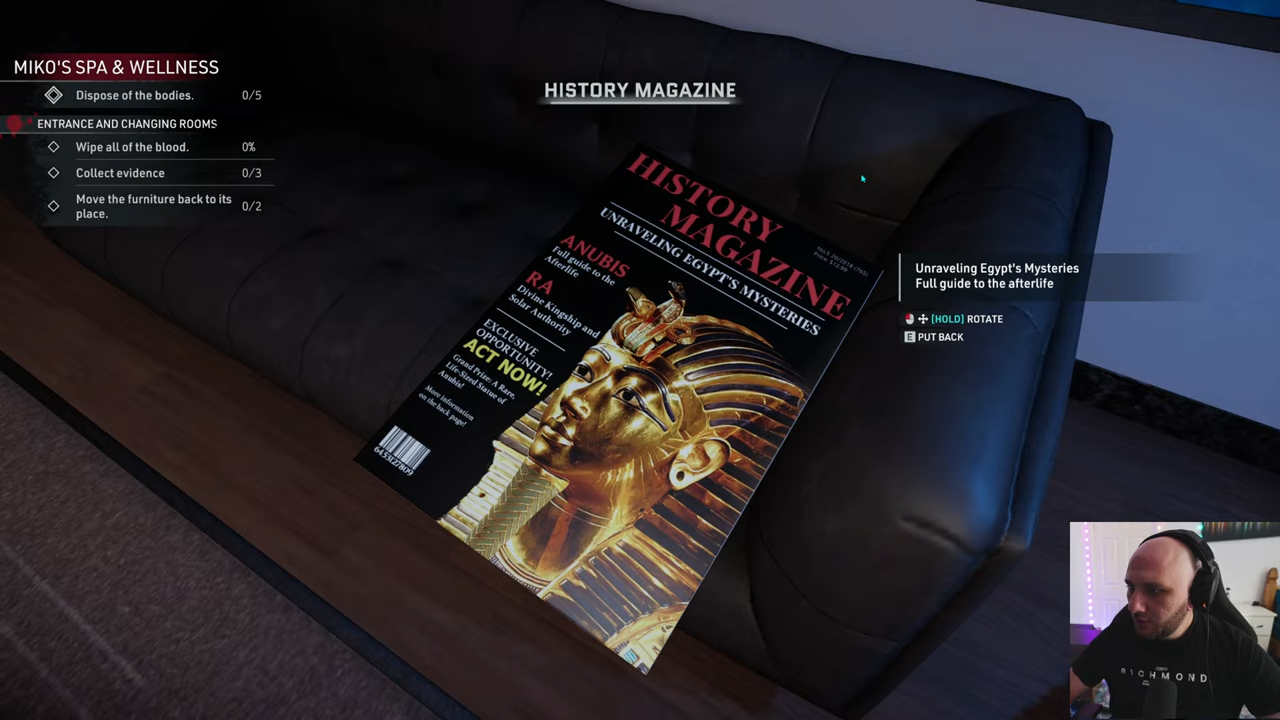 MIKO'S SPA & WELLNESS
Dispose of the bodies. 0/5
ENTRANCE AND CHANGING ROOMS
Wipe all of the blood. 0%
Collect evidence 0/3
Move the furniture back to its
place. 0/2
HISTORY MAGAZINE
HISTORY
MAGAZINE
UNRAVELING EGYPT'S MYSTERIES
ANUBIS
Full guide to the
Afterlife
RA
Divine Kingship and
Solar Authority
EXCLUSIVE
OPPORTUNITY!
ACT NOW!
Grand Prize: A Rare,
Life-Sized Statue of
Anubis!
More information
on the back page!
Unraveling Egypt's Mysteries
Full guide to the afterlife
[HOLD] ROTATE
E PUT BACK
RICHMOND